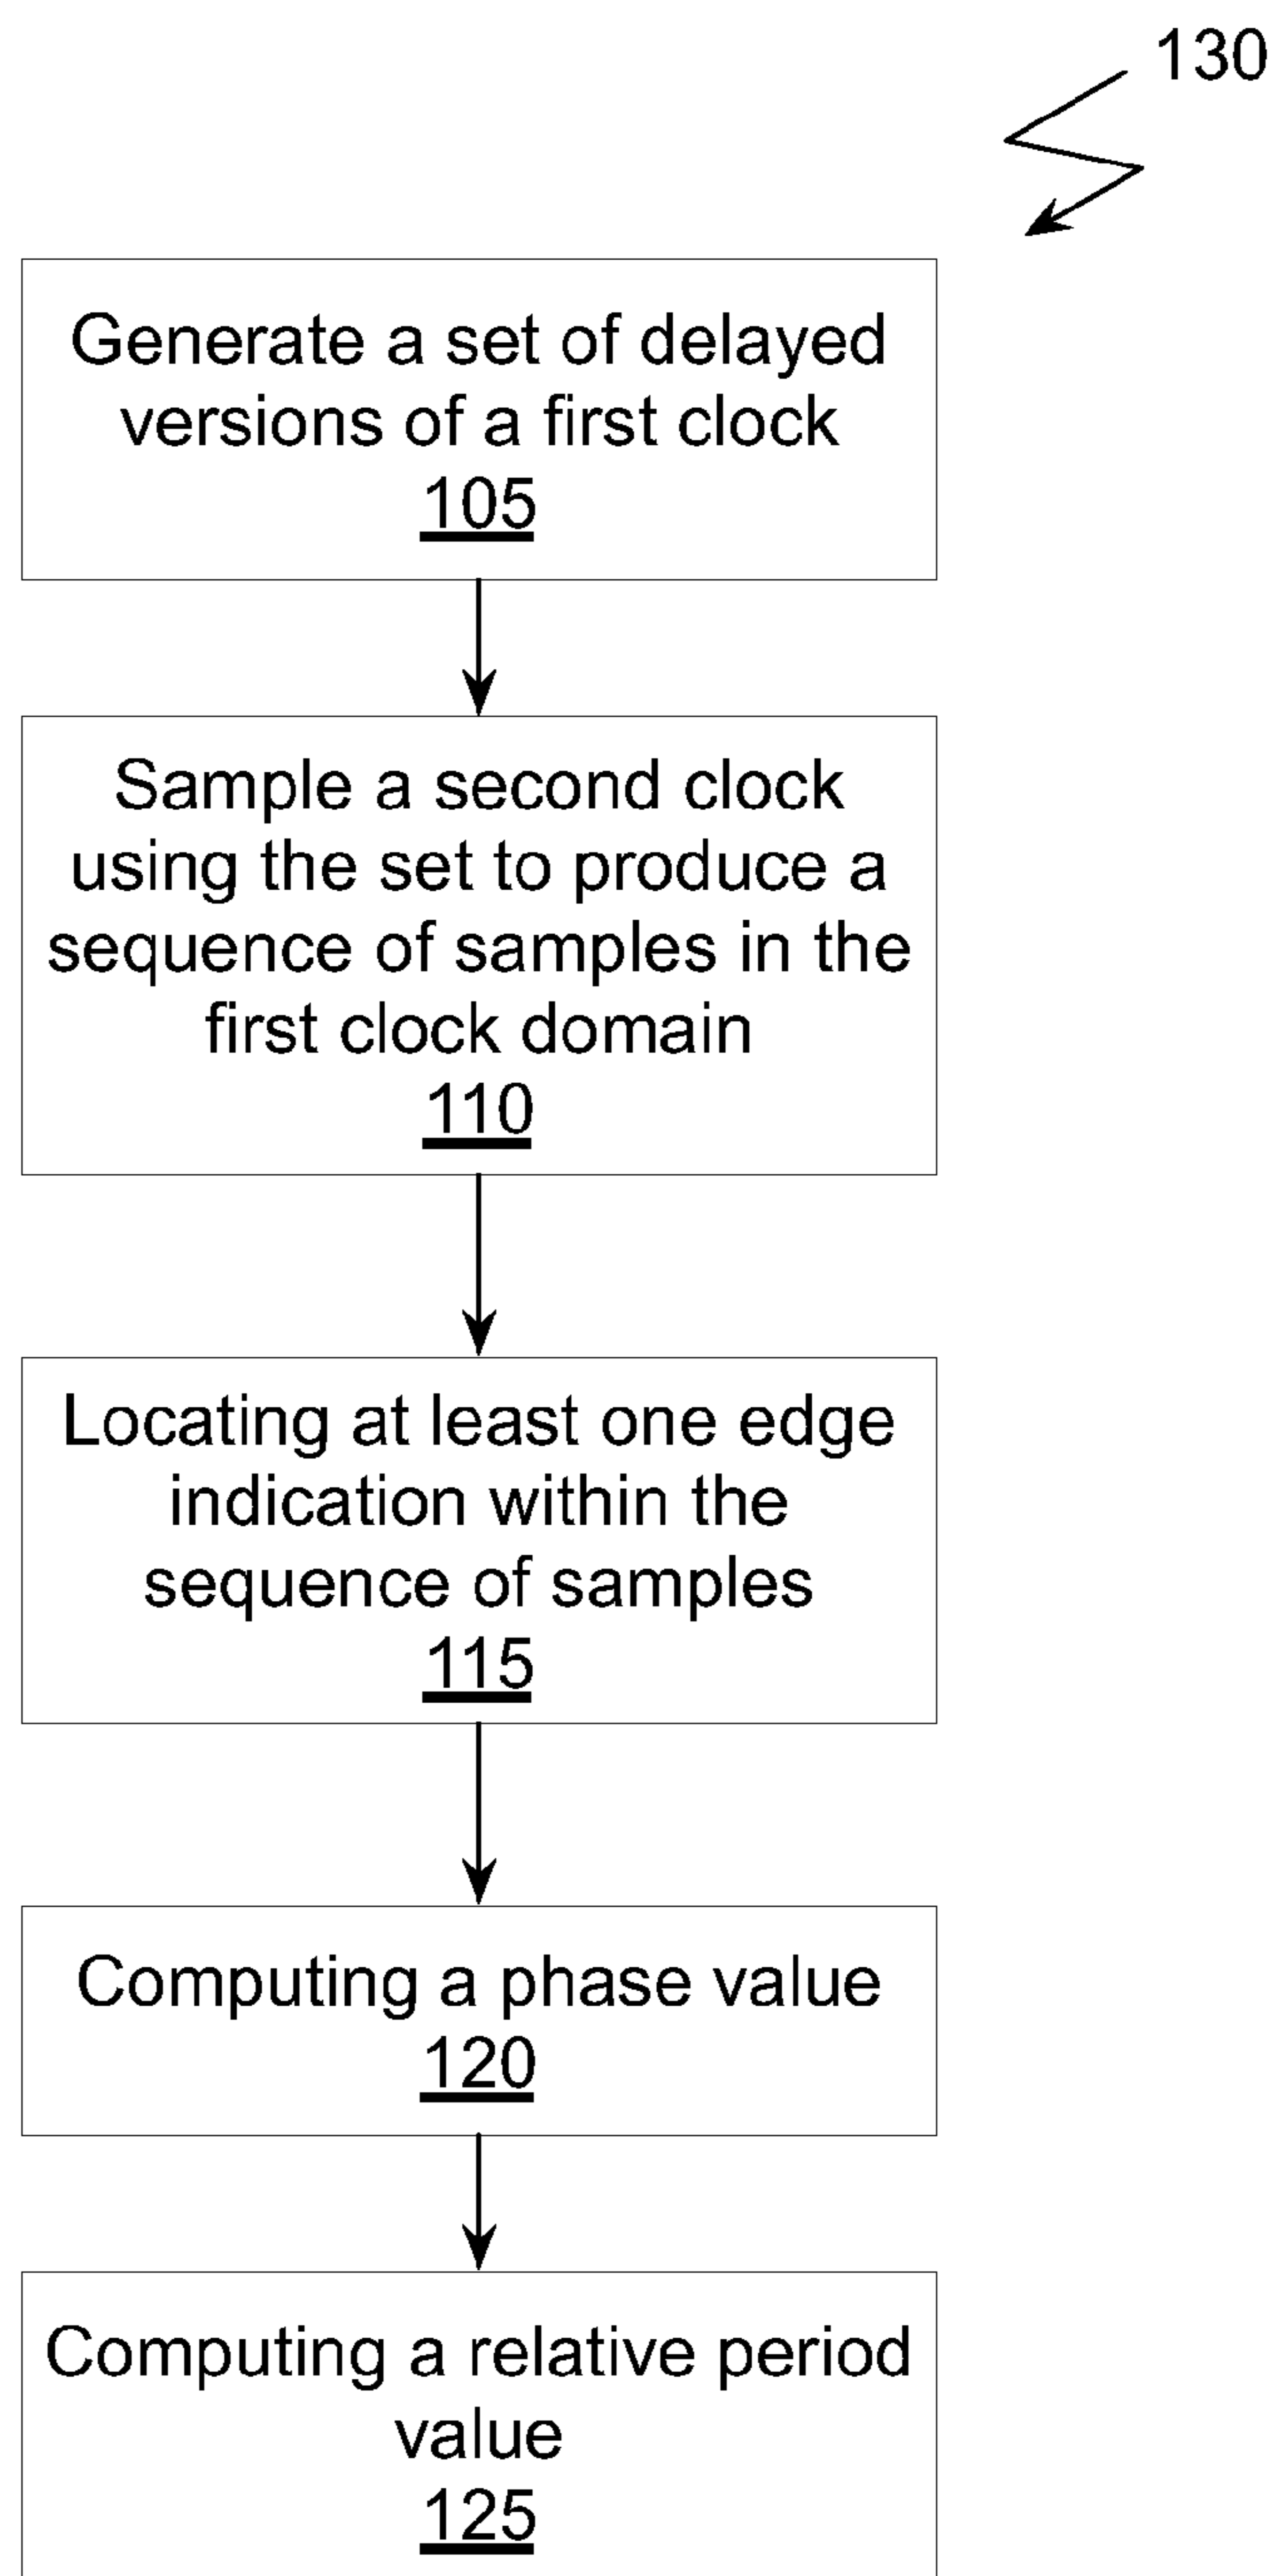 130
Generate a set of delayed
versions of a first clock
105
Sample a second clock
using the set to produce a
sequence of samples in the
first clock domain
110
Locating at least one edge
indication within the
sequence of samples
115
Computing a phase value
120
Computing a relative period
value
125